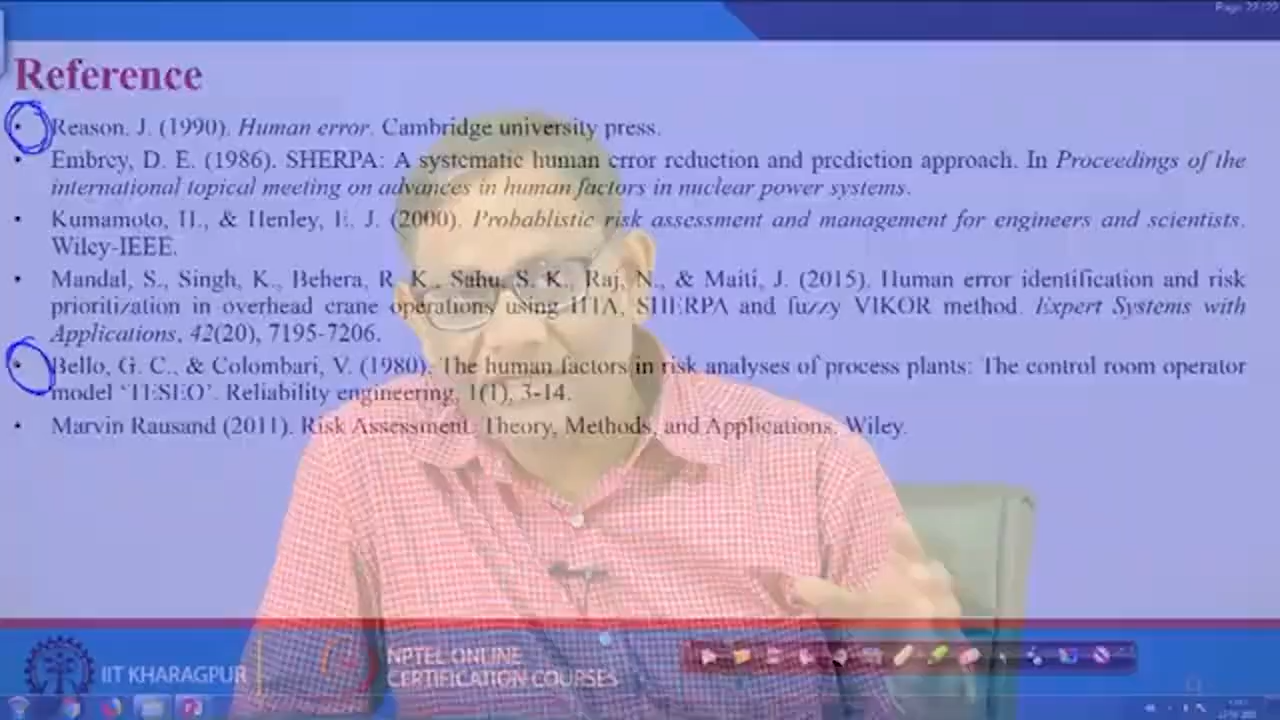 Page 22/22
Reference
• Reason, J. (1990). Human error. Cambridge university press.
• Embrey, D. E. (1986). SHERPA: A systematic human error reduction and prediction approach. In Proceedings of the
international topical meeting on advances in human factors in nuclear power systems.
• Kumamoto, H., & Henley, E. J. (2000). Probablistic risk assessment and management for engineers and scientists.
Wiley-IEEE.
• Mandal, S., Singh, K., Behera, R. K., Sahu, S. K., Raj, N., & Maiti, J. (2015). Human error identification and risk
prioritization in overhead crane operations using HTA, SHERPA and fuzzy VIKOR method. Expert Systems with
Applications, 42(20), 7195-7206.
• Bello, G. C., & Colombari, V. (1980). The human factors in risk analyses of process plants: The control room operator
model 'TESEO'. Reliability engineering, 1(1), 3-14.
• Marvin Rausand (2011). Risk Assessment. Theory, Methods, and Applications. Wiley.
IIT KHARAGPUR
NPTEL ONLINE
CERTIFICATION COURSES